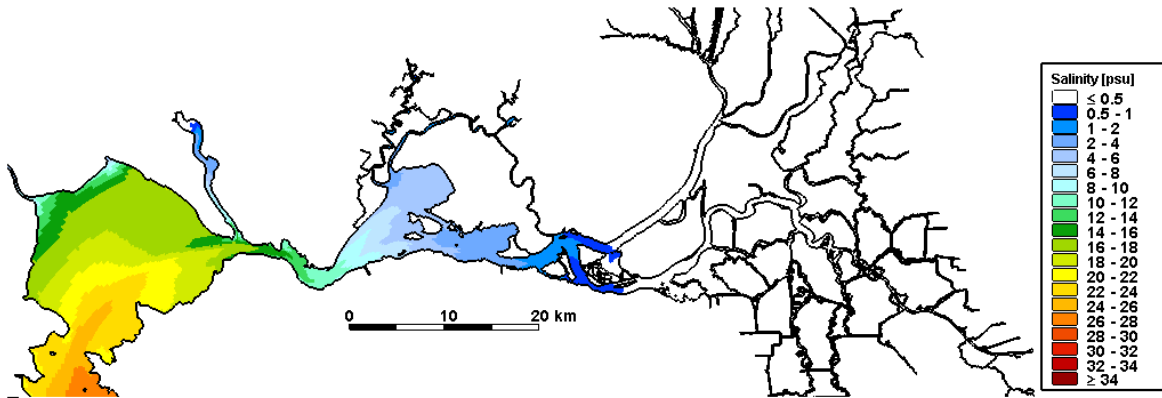 Salinity [psu]
≤ 0.5
0.5 - 1
1 - 2
2 - 4
4 - 6
6 - 8
8 - 10
10 - 12
12 - 14
14 - 16
16 - 18
18 - 20
20 - 22
22 - 24
24 - 26
26 - 28
28 - 30
30 - 32
32 - 34
≥ 34
0 10 20 km